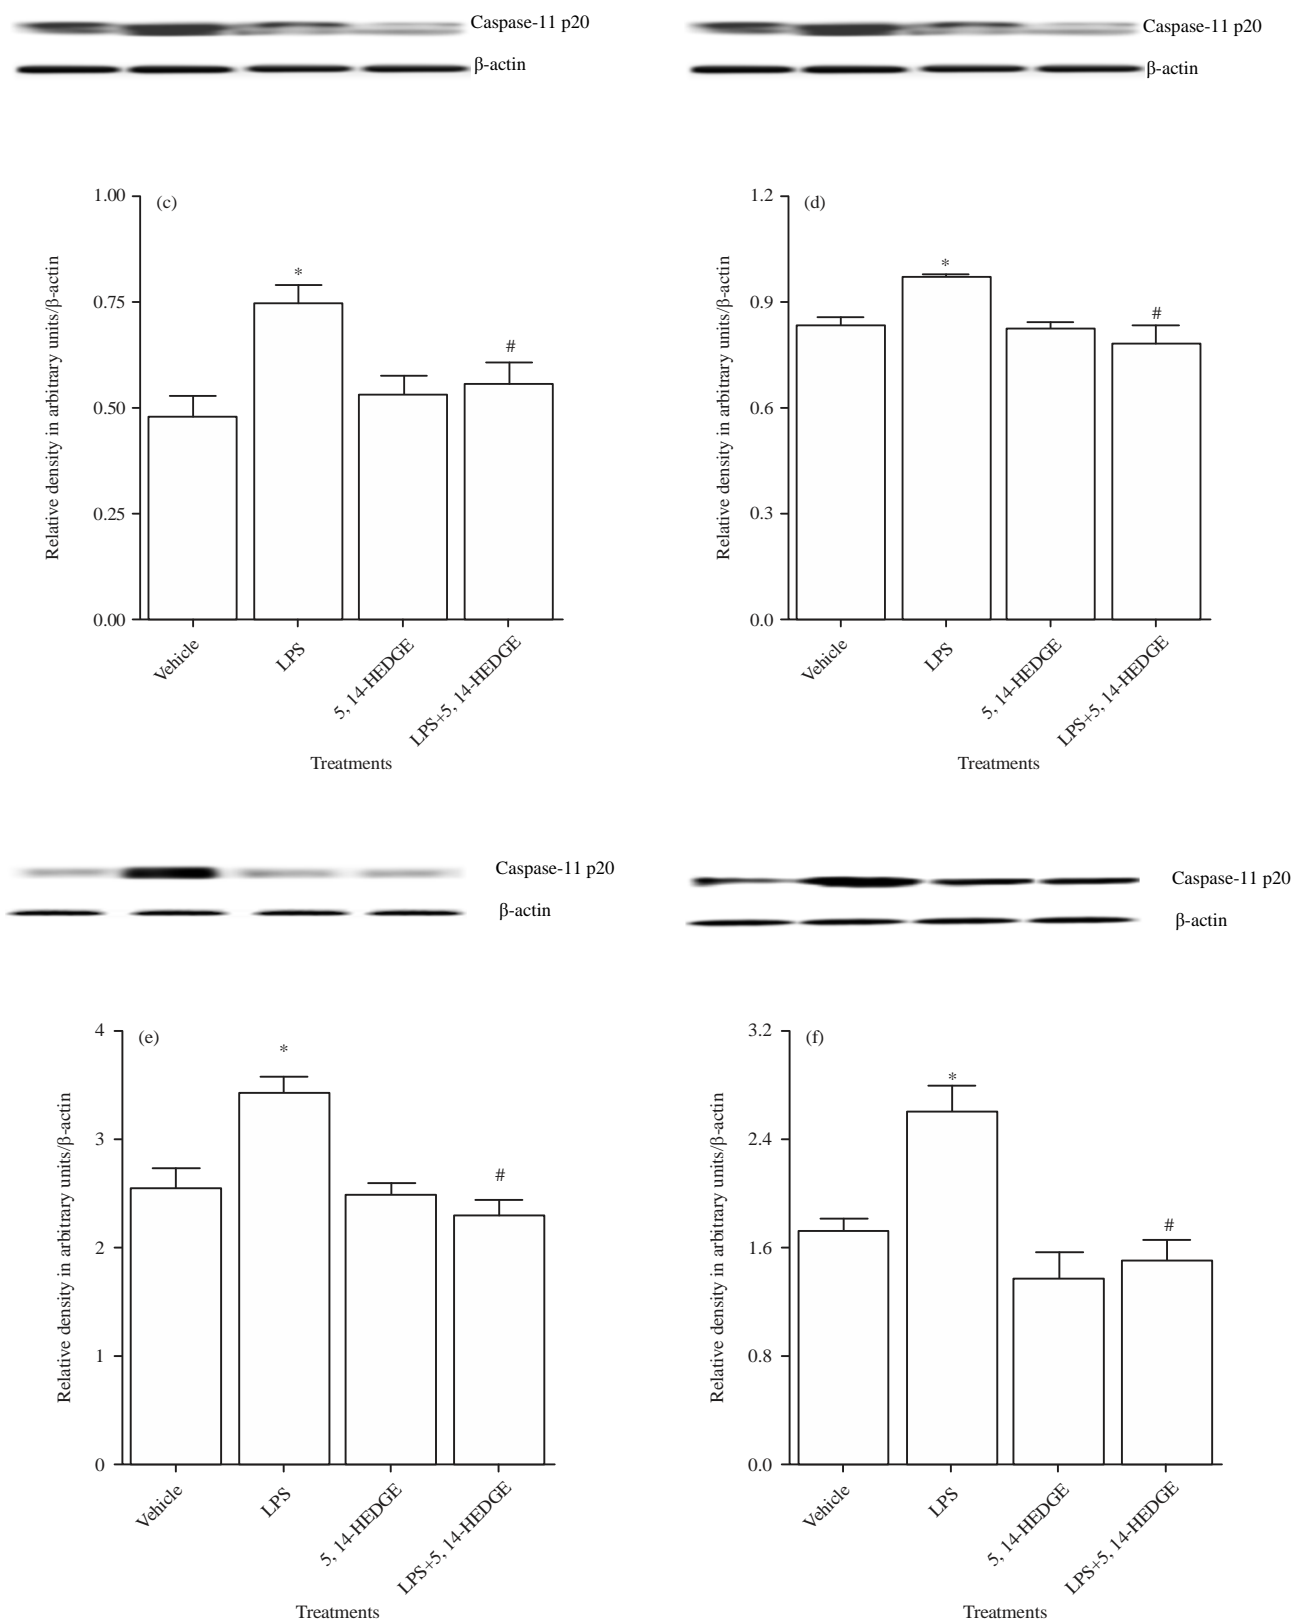 Caspase-11 p20
β-actin
Caspase-11 p20
β-actin
(c)
1.00
0.75
0.50
0.25
0.00
Relative density in arbitrary units/β-actin
*
#
Vehicle
LPS
5, 14-HEDGE
LPS+5, 14-HEDGE
Treatments
(d)
1.2
0.9
0.6
0.3
0.0
Relative density in arbitrary units/β-actin
*
#
Vehicle
LPS
5, 14-HEDGE
LPS+5, 14-HEDGE
Treatments
Caspase-11 p20
β-actin
Caspase-11 p20
β-actin
(e)
4
3
2
1
0
Relative density in arbitrary units/β-actin
*
#
Vehicle
LPS
5, 14-HEDGE
LPS+5, 14-HEDGE
Treatments
(f)
3.2
2.4
1.6
0.8
0.0
Relative density in arbitrary units/β-actin
*
#
Vehicle
LPS
5, 14-HEDGE
LPS+5, 14-HEDGE
Treatments